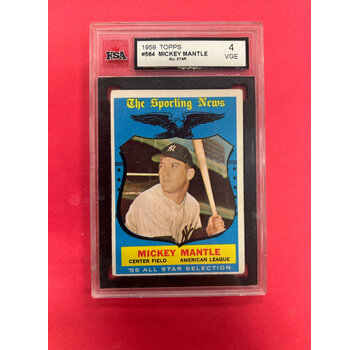 KSA
1959 TOPPS
#564 MICKEY MANTLE
ALL STAR
4
VGE
The Sporting News
MICKEY MANTLE
CENTER FIELD AMERICAN LEAGUE
'59 ALL STAR SELECTION